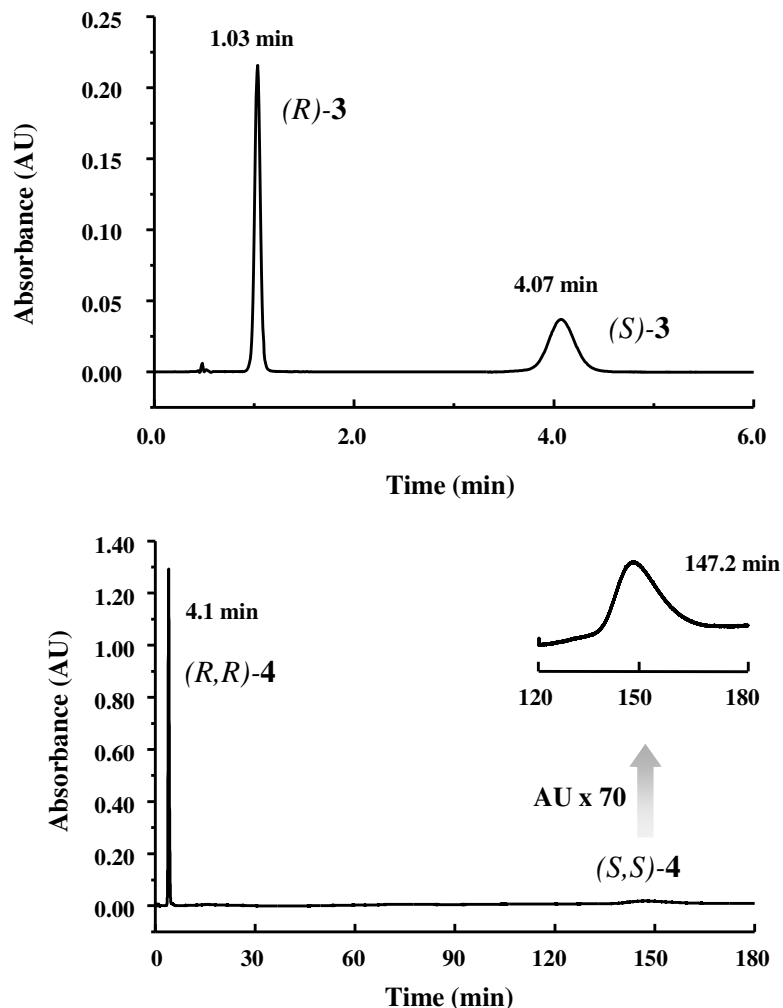 0.25
1.03 min
0.20
(R)-3
0.15
Absorbance (AU)
0.10
4.07 min
0.05
(S)-3
0.00
0.0 2.0 4.0 6.0
Time (min)
1.40
147.2 min
1.20
4.1 min
1.00
(R,R)-4
120 150 180
0.80
Absorbance (AU)
0.60
0.40
AU x 70
0.20
(S,S)-4
0.00
0 30 60 90 120 150 180
Time (min)